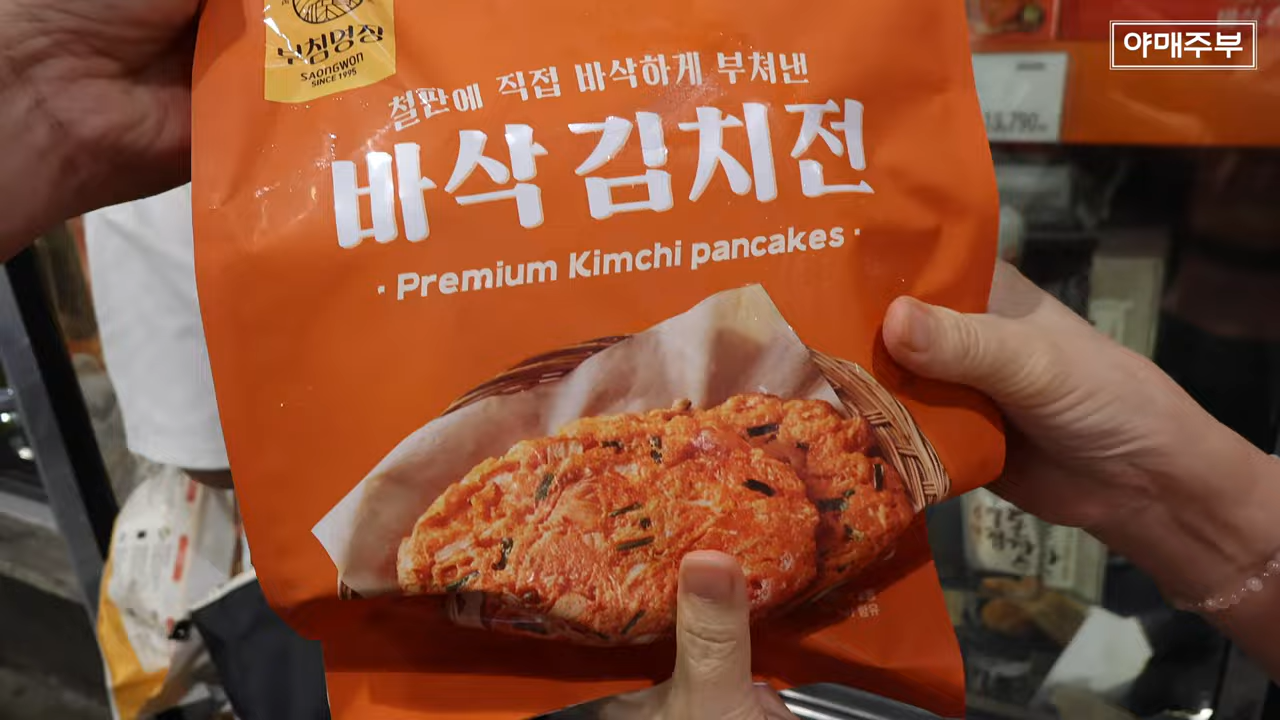 야매주부
부침명장
SAONGWON
SINCE 1995
철판에 직접 바삭하게 부쳐낸
바삭 김치전
· Premium Kimchi pancakes ·